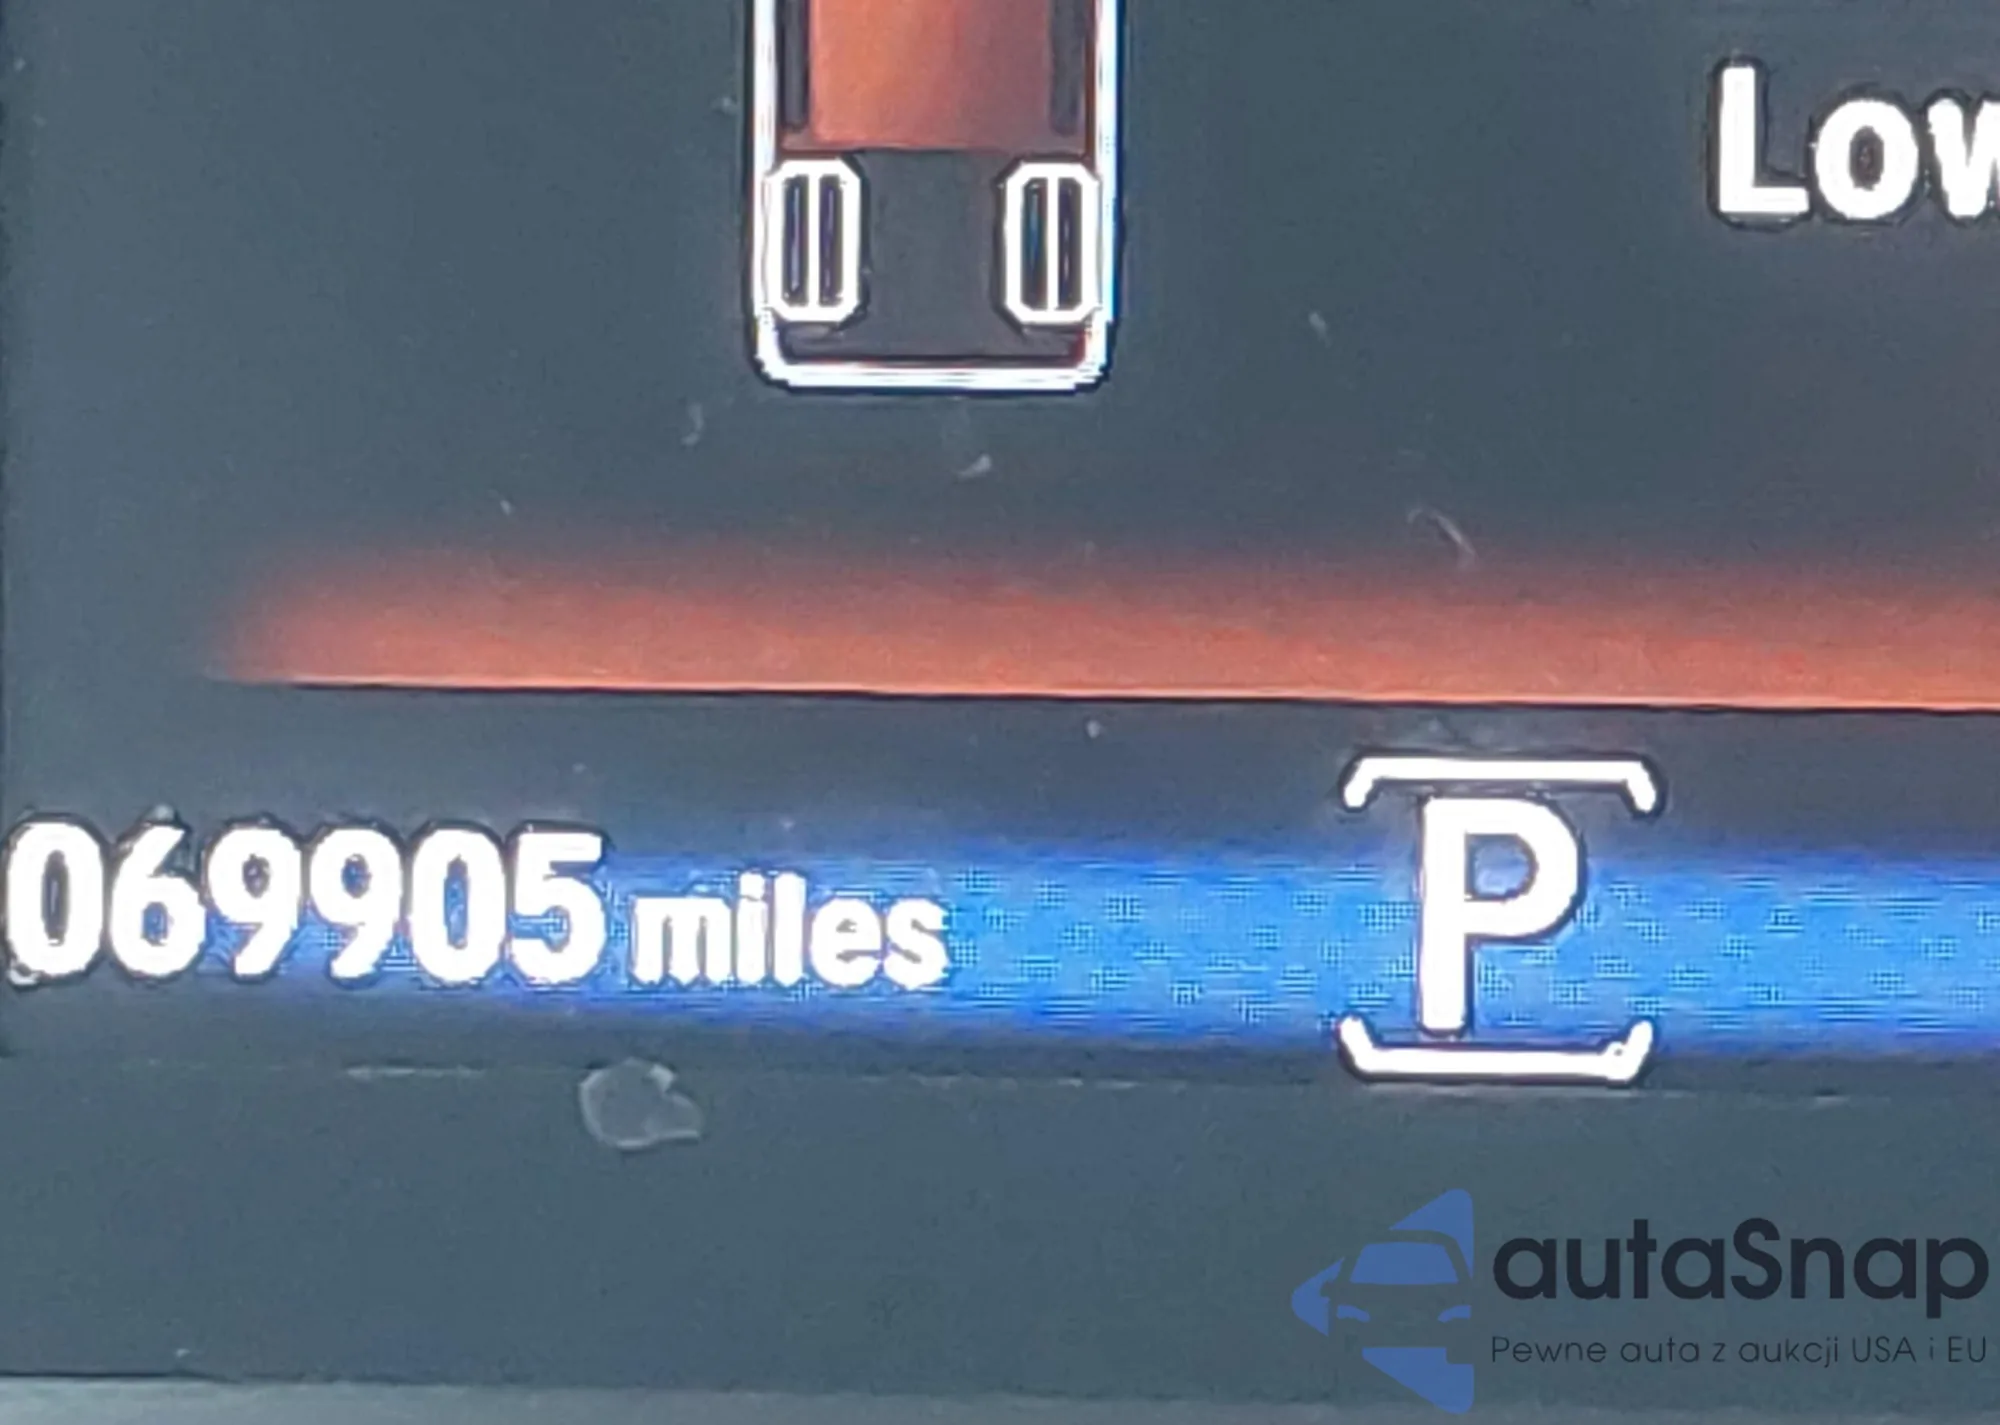 Low
069905 miles
P
autaSnap
Pewne auta z aukcji USA i EU